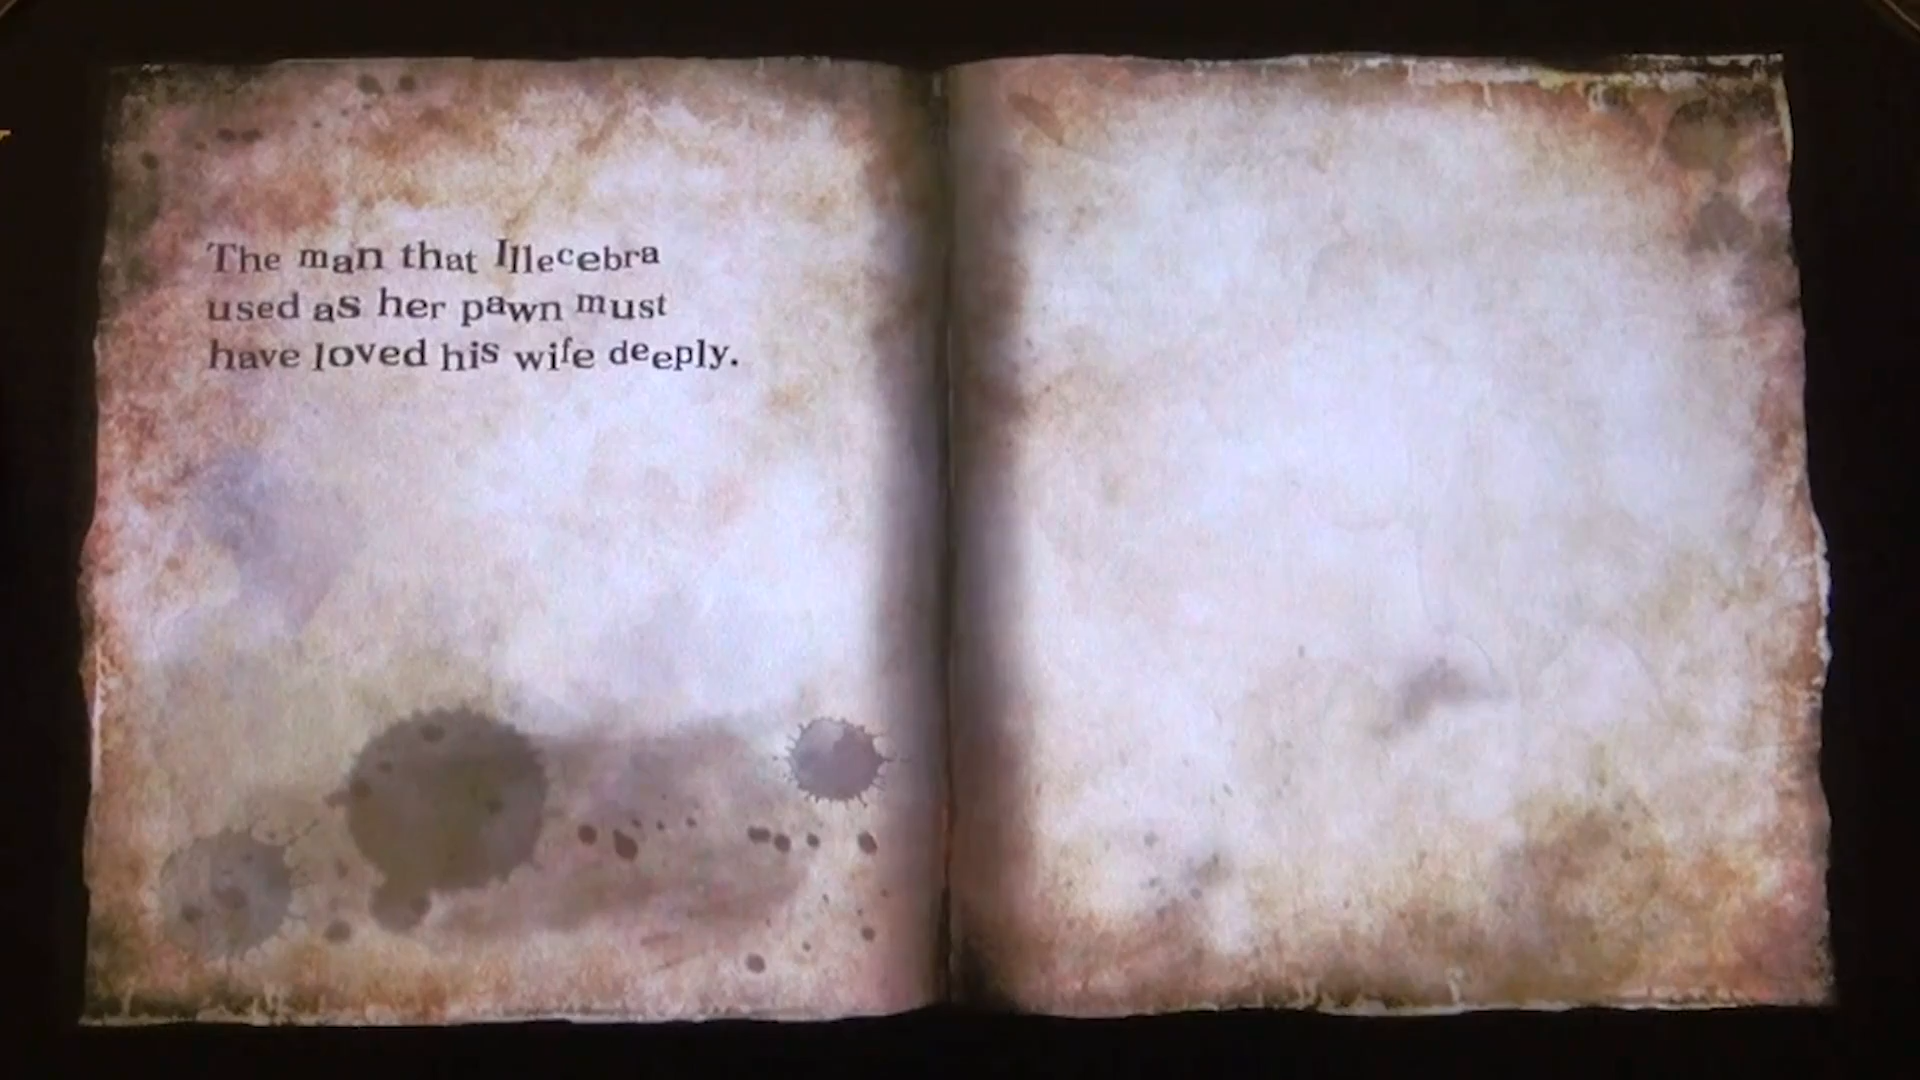 The man that Illecebra
used as her pawn must
have loved his wife deeply.